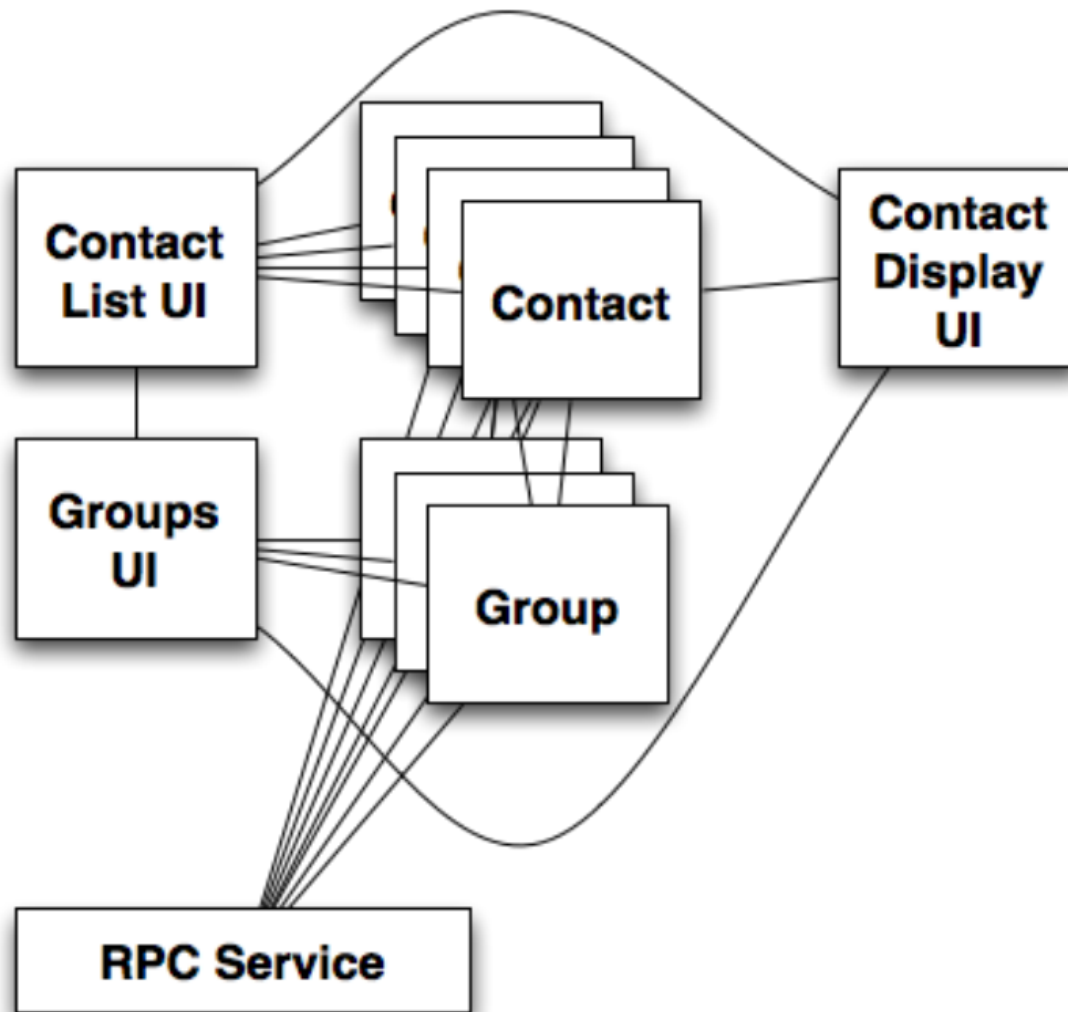 Contact
List UI
Contact
Contact
Display
UI
Groups
UI
Group
RPC Service